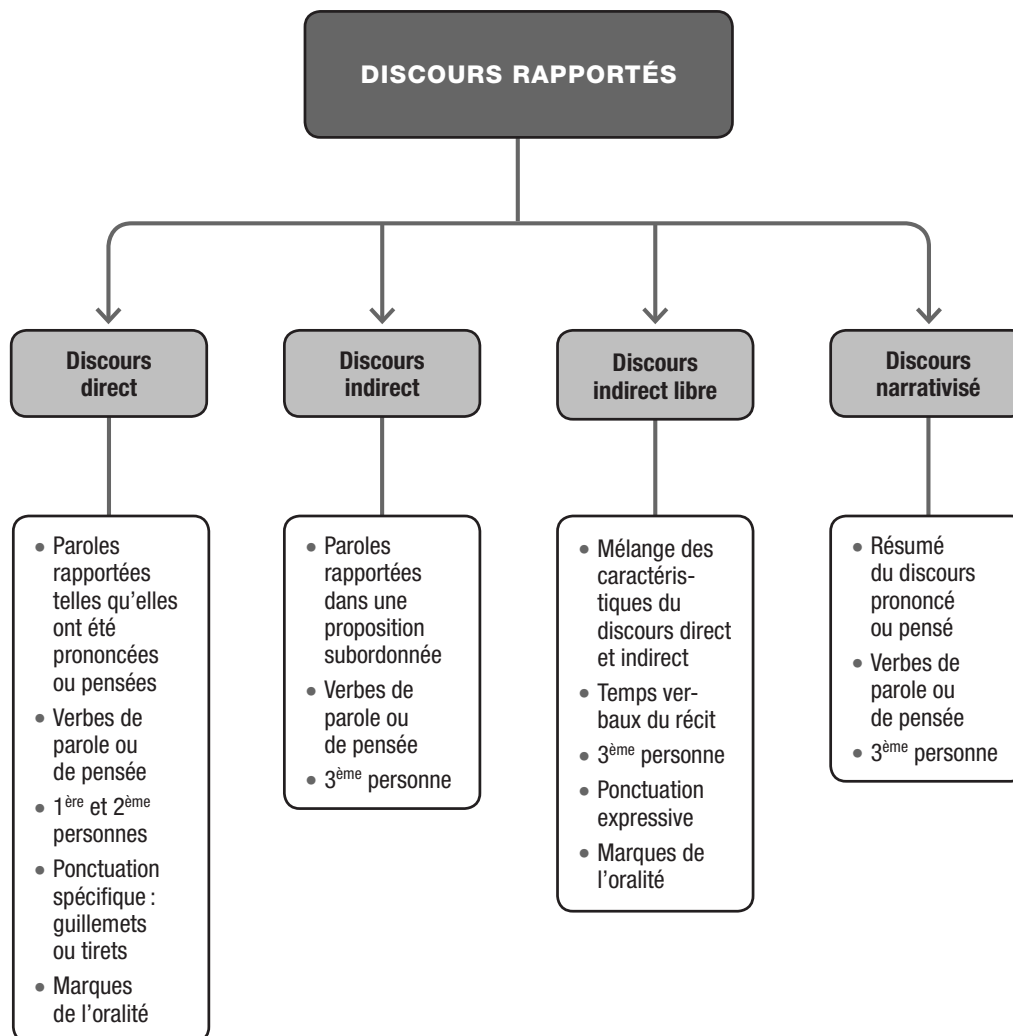 DISCOURS RAPPORTÉS
Discours
direct
Discours
indirect
Discours
indirect libre
Discours
narrativisé
• Paroles
rapportées
telles qu’elles
ont été
prononcées
ou pensées
• Verbes de
parole ou
de pensée
• 1ère et 2ème
personnes
• Ponctuation
spécifique :
guillemets
ou tirets
• Marques
de l’oralité
• Paroles
rapportées
dans une
proposition
subordonnée
• Verbes de
parole ou
de pensée
• 3ème personne
• Mélange des
caractéris-
tiques du
discours direct
et indirect
• Temps ver-
baux du récit
• 3ème personne
• Ponctuation
expressive
• Marques de
l’oralité
• Résumé
du discours
prononcé
ou pensé
• Verbes de
parole ou
de pensée
• 3ème personne